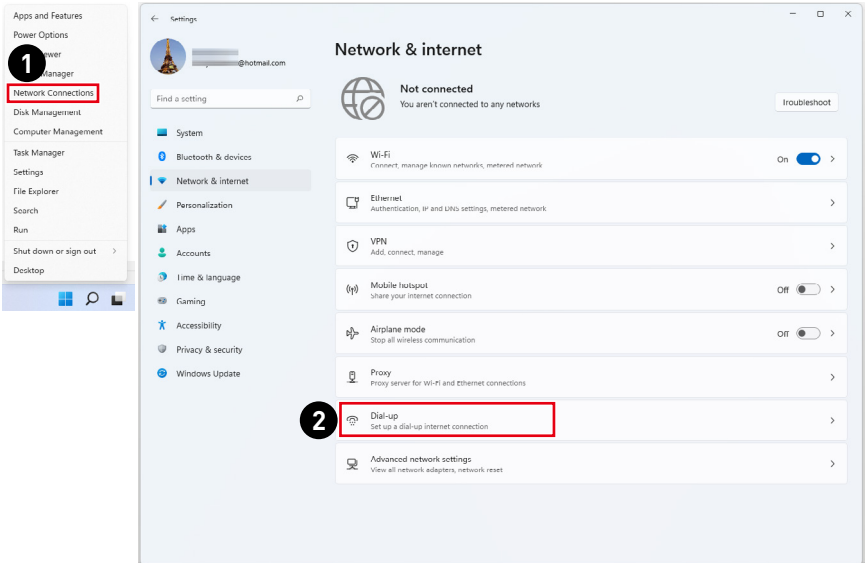 Apps and Features
Power Options
ewer
1
Manager
Network Connections
Disk Management
Computer Management
Task Manager
Settings
File Explorer
Search
Run
Shut down or sign out
Desktop
Settings
@hotmail.com
Find a setting
System
Bluetooth & devices
Network & internet
Personalization
Apps
Accounts
Time & language
Gaming
Accessibility
Privacy & security
Windows Update
Network & internet
Not connected
You aren't connected to any networks
Troubleshoot
Wi-Fi
Connect, manage known networks, metered network
On
Ethernet
Authentication, IP and DNS settings, metered network
VPN
Add, connect, manage
Mobile hotspot
Share your internet connection
Off
Airplane mode
Stop all wireless communication
Off
Proxy
Proxy server for Wi-Fi and Ethernet connections
2
Dial-up
Set up a dial-up internet connection
Advanced network settings
View all network adapters, network reset